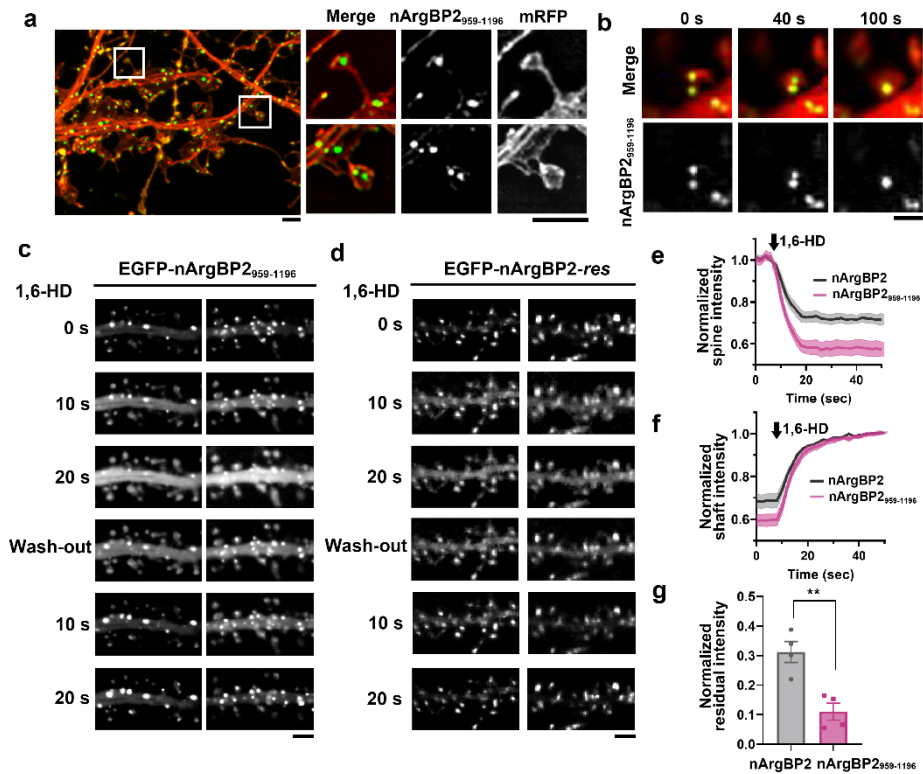 a
Merge nArgBP2959-1196 mRFP
b
0 s 40 s 100 s
Merge
nArgBP2959-1196
c
EGFP-nArgBP2959-1196
1,6-HD
0 s
10 s
20 s
Wash-out
10 s
20 s
d
EGFP-nArgBP2-res
1,6-HD
0 s
10 s
20 s
Wash-out
10 s
20 s
e
1,6-HD
nArgBP2
nArgBP2959-1196
Normalized
spine intensity
1.0
0.8
0.6
0 20 40
Time (sec)
f
1,6-HD
nArgBP2
nArgBP2959-1196
Normalized
shaft intensity
1.0
0.8
0.6
0 20 40
Time (sec)
g
**
Normalized
residual intensity
0.5
0.4
0.3
0.2
0.1
0.0
nArgBP2 nArgBP2959-1196